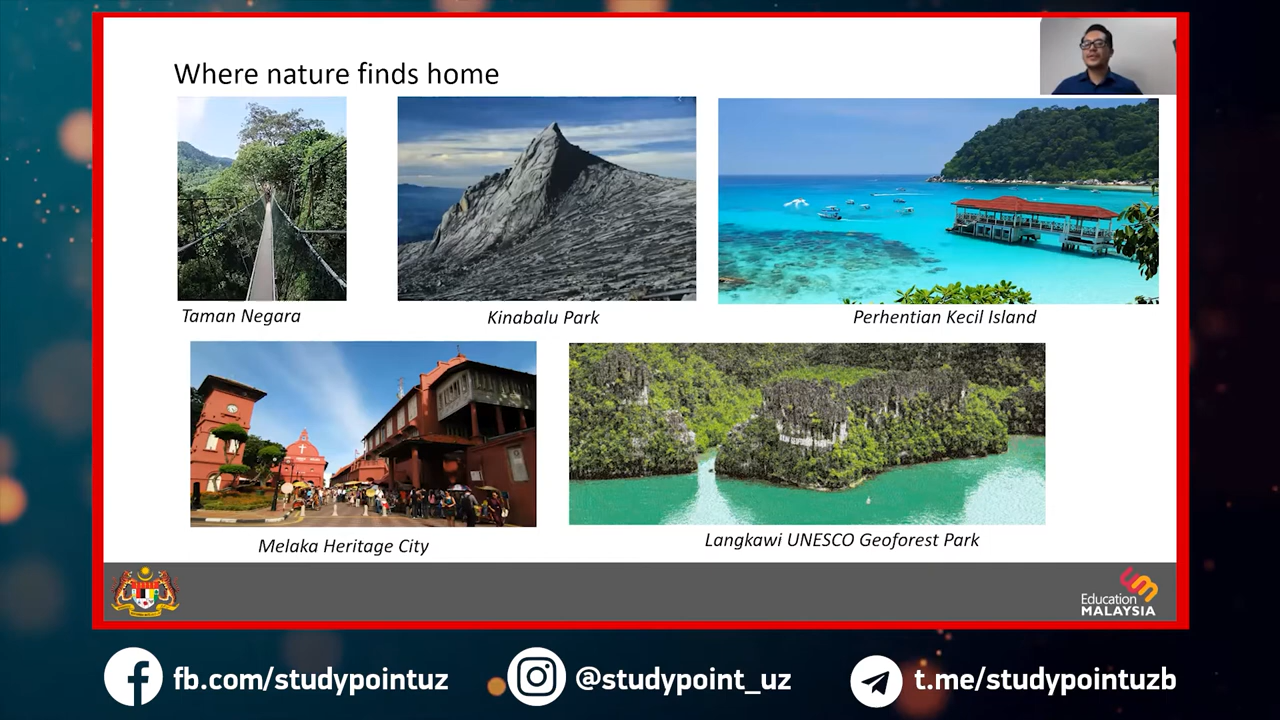 Where nature finds home
Taman Negara
Kinabalu Park
Perhentian Kecil Island
Melaka Heritage City
Langkawi UNESCO Geoforest Park
Education
MALAYSIA
fb.com/studypointuz
@studypoint_uz
t.me/studypointuzb